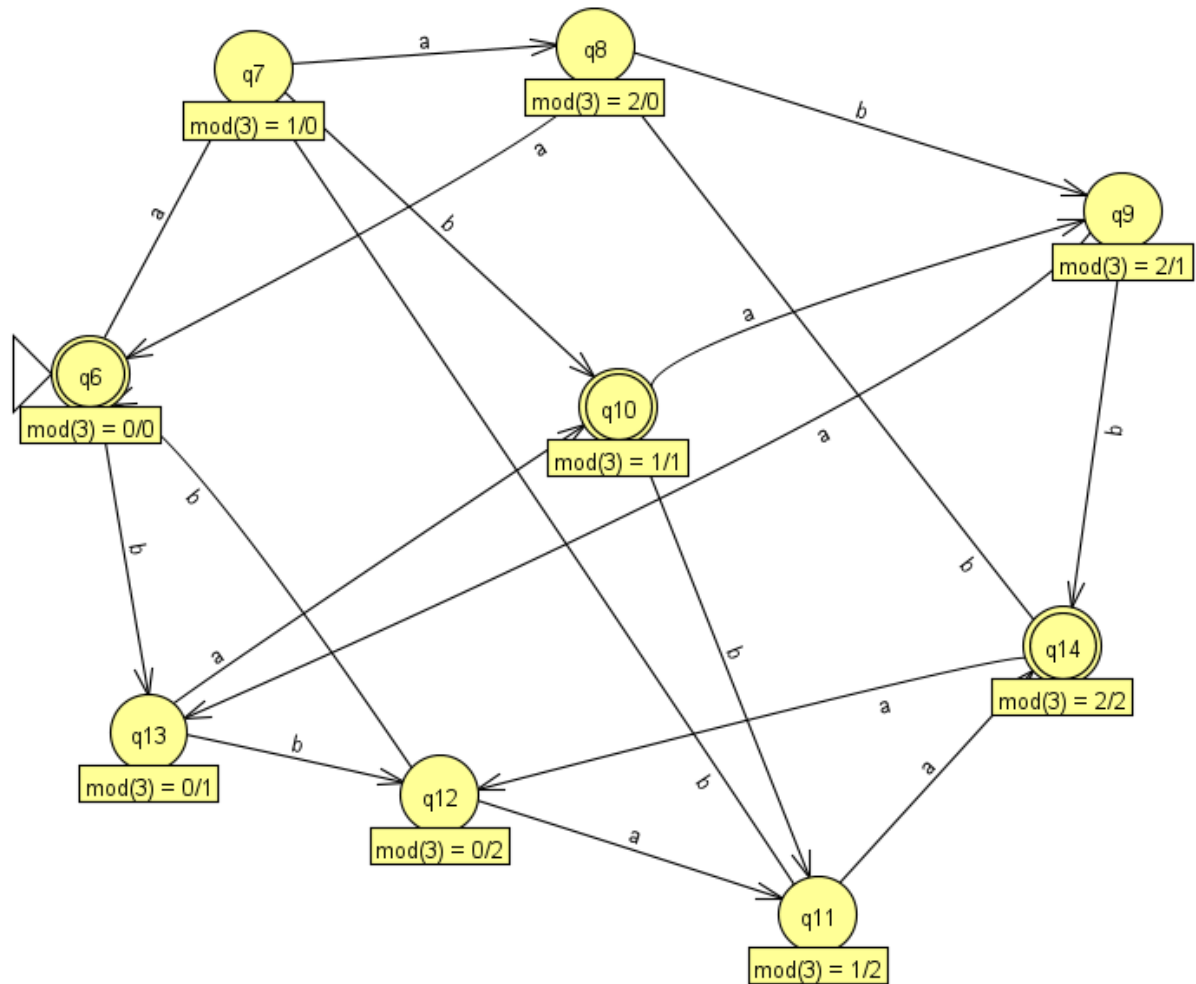 a
q8
q7
mod(3) = 2/0
mod(3) = 1/0
b
a
q9
a
b
mod(3) = 2/1
a
q6
q10
mod(3) = 0/0
a
b
mod(3) = 1/1
b
b
b
q14
b
a
mod(3) = 2/2
a
q13
b
a
mod(3) = 0/1
b
q12
a
mod(3) = 0/2
q11
mod(3) = 1/2